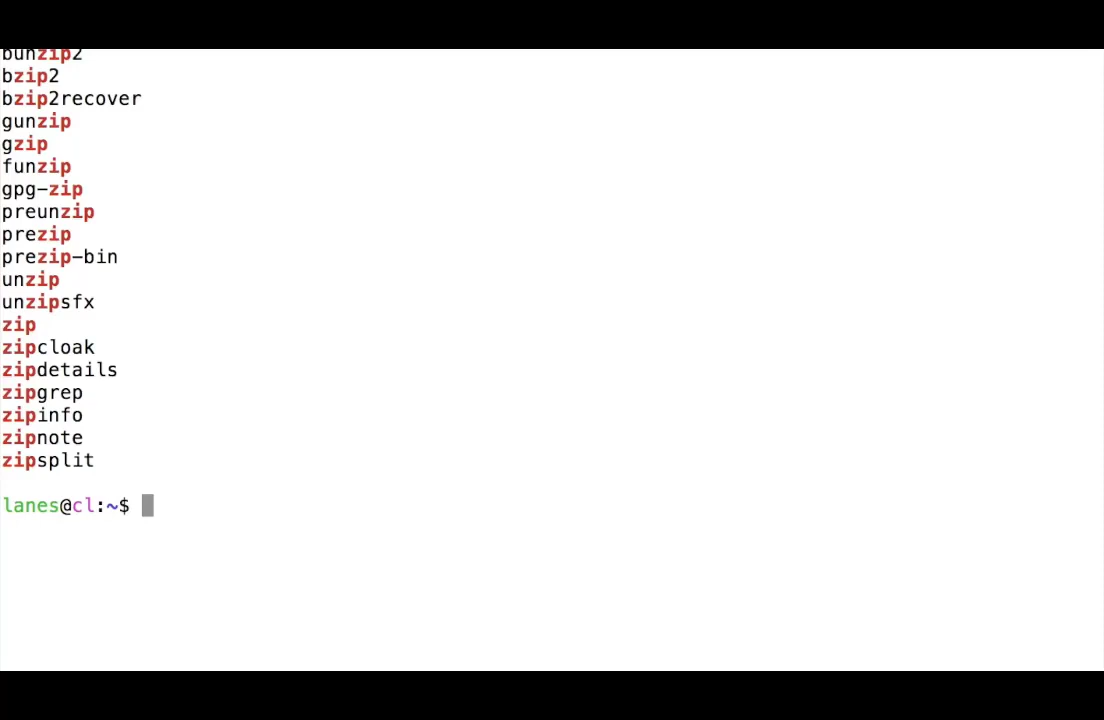 bunzip2
bzip2
bzip2recover
gunzip
gzip
funzip
gpg-zip
preunzip
prezip
prezip-bin
unzip
unzipsfx
zip
zipcloak
zipdetails
zipgrep
zipinfo
zipnote
zipsplit
lanes@cl:~$